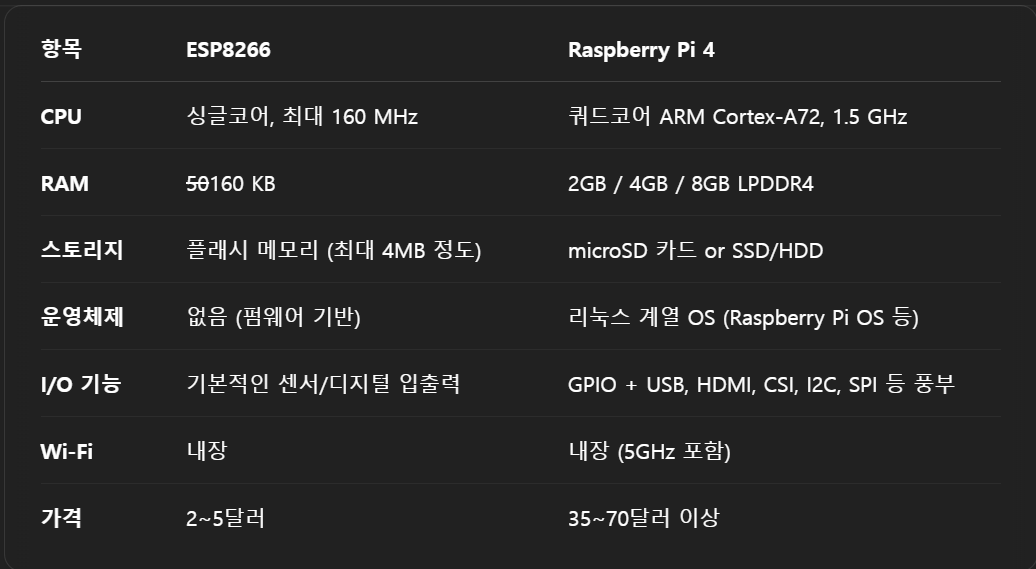 항목 ESP8266 Raspberry Pi 4
CPU 싱글코어, 최대 160 MHz 쿼드코어 ARM Cortex-A72, 1.5 GHz
RAM 50160 KB 2GB / 4GB / 8GB LPDDR4
스토리지 플래시 메모리 (최대 4MB 정도) microSD 카드 or SSD/HDD
운영체제 없음 (펌웨어 기반) 리눅스 계열 OS (Raspberry Pi OS 등)
I/O 기능 기본적인 센서/디지털 입출력 GPIO + USB, HDMI, CSI, I2C, SPI 등 풍부
Wi-Fi 내장 내장 (5GHz 포함)
가격 2~5달러 35~70달러 이상